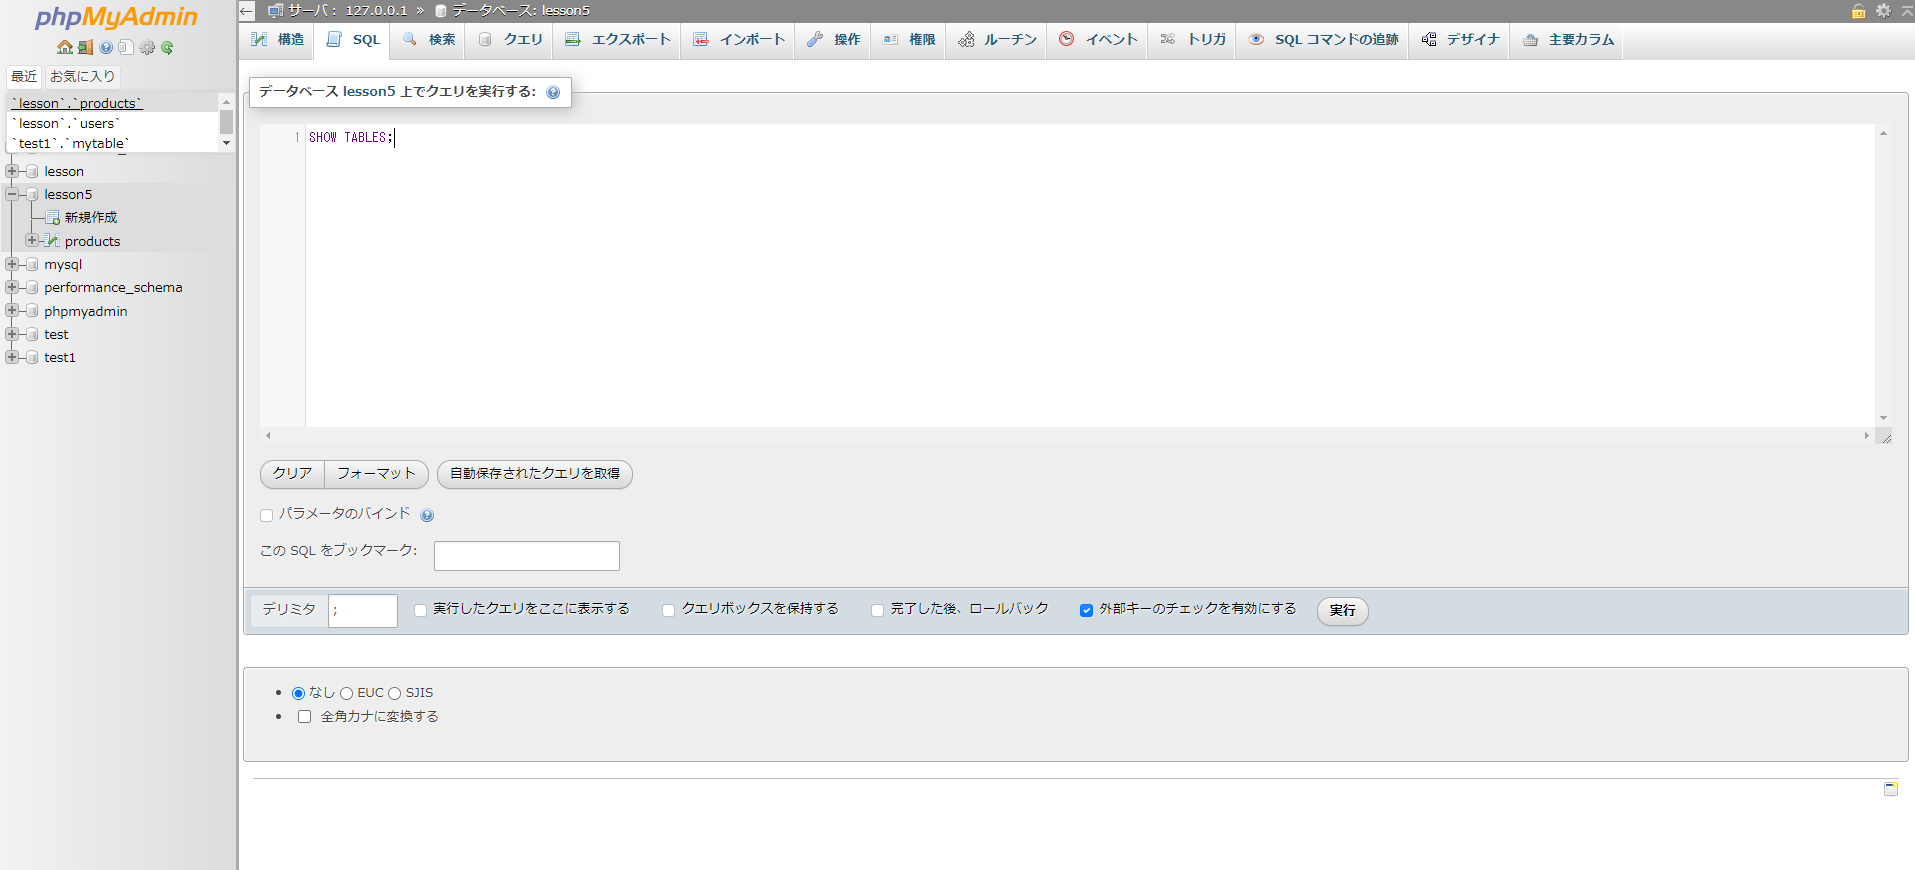 phpMyAdmin
最近 お気に入り
`lesson`.`products`
`lesson`.`users`
`test1`.`mytable`
lesson
lesson5
新規作成
products
mysql
performance_schema
phpmyadmin
test
test1
サーバ: 127.0.0.1 » データベース: lesson5
構造 SQL 検索 クエリ エクスポート インポート 操作 権限 ルーチン イベント トリガ SQL コマンドの追跡 デザイナ 主要カラム
データベース lesson5 上でクエリを実行する:
1 SHOW TABLES;
クリア フォーマット 自動保存されたクエリを取得
パラメータのバインド
この SQL をブックマーク:
デリミタ ; 実行したクエリをここに表示する クエリボックスを保持する 完了した後、ロールバック 外部キーのチェックを有効にする 実行
なし EUC SJIS
全角カナに変換する